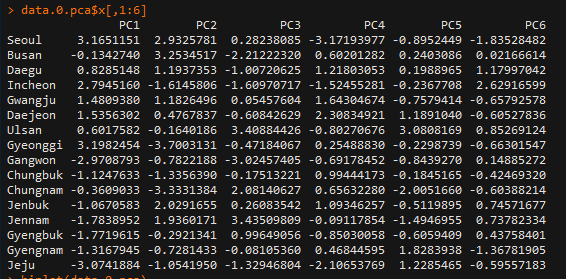 > data.0.pca$x[,1:6]
PC1 PC2 PC3 PC4 PC5 PC6
Seoul 3.1651151 2.9325781 0.28238085 -3.17193977 -0.8952449 -1.83528482
Busan -0.1342740 3.2534517 -2.21222320 0.60201282 0.2403086 0.02166614
Daegu 0.8285148 1.1937353 -1.00720625 1.21803053 0.1988965 1.17997042
Incheon 2.7945160 -1.6145806 -1.60970717 -1.52455281 -0.2367708 2.62916599
Gwangju 1.4809380 1.1826496 0.05457604 1.64304674 -0.7579414 -0.65792578
Daejeon 1.5356302 0.4767837 -0.60842629 2.30834921 1.1891040 -0.60527836
Ulsan 0.6017582 -0.1640186 3.40884426 -0.80270676 3.0808169 0.85269124
Gyeonggi 3.1982454 -3.7003131 -0.47184067 0.25488830 -0.2298739 -0.66301547
Gangwon -2.9708793 -0.7822188 -3.02457405 -0.69178452 -0.8439270 0.14885272
Chungbuk -1.1247633 -1.3356390 -0.17513221 0.99444173 -0.1845165 -0.42469320
Chungnam -0.3609033 -3.3331384 2.08140627 0.65632280 -2.0051660 -0.60388214
Jenbuk -1.0670583 2.0291655 0.26083542 1.09346257 -0.5119895 0.74571677
Jennam -1.7838952 1.9360171 3.43509809 -0.09117854 -1.4946955 0.73782334
Gyengbuk -1.7719615 -0.2921341 0.99649056 -0.85030058 -0.6059409 0.43758401
Gyengnam -1.3167945 -0.7281433 -0.08105360 0.46844595 1.8283938 -1.36781905
Jeju -3.0741884 -1.0541950 -1.32946804 -2.10653769 1.2285465 -0.59557183
> biplot(data.0.pca)